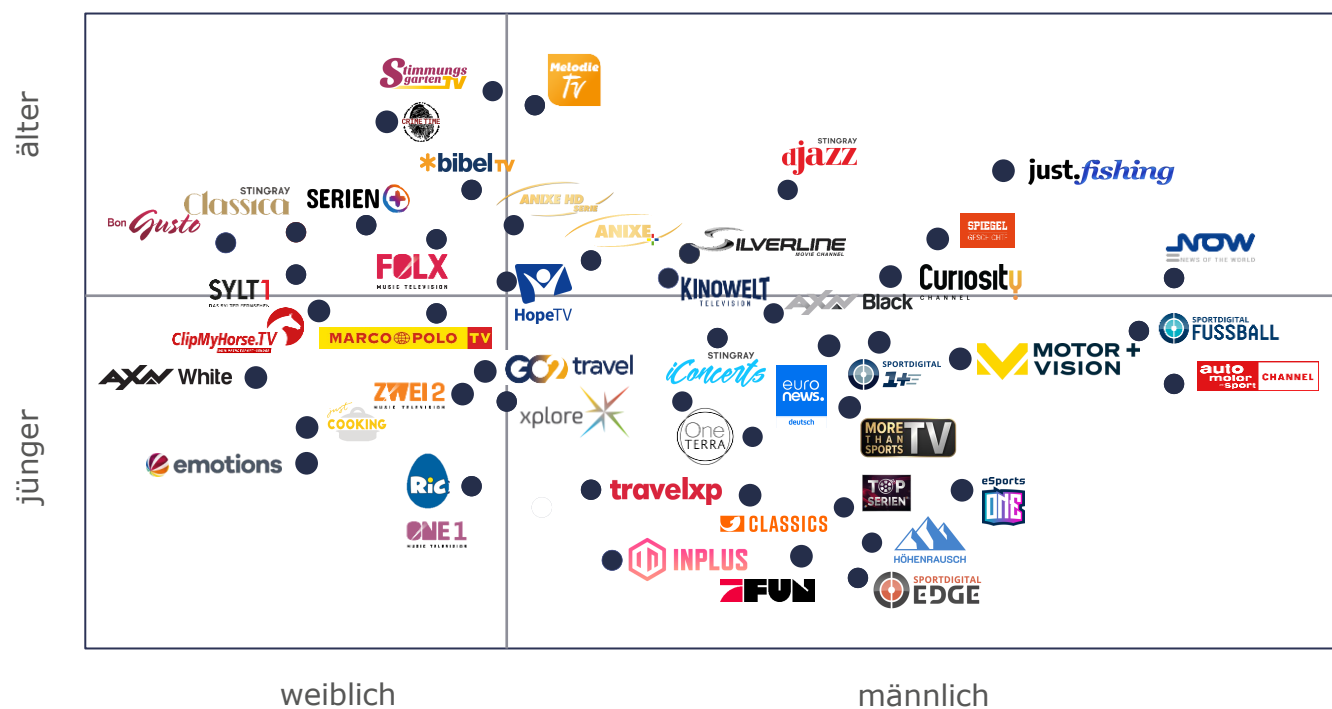 älter
Stimmungs
garten TV
Melodie
TV
CRIME TIME
*bibel TV
STINGRAY
djazz
just.fishing
STINGRAY
Classica
SERIEN+
Bon Gusto
ANIXE HD
SERIE
ANIXE+
SILVERLINE
MOVIE CHANNEL
SPIEGEL
GESCHICHTE
NOW
NEWS OF THE WORLD
FOLX
MUSIC TELEVISION
SYLT1
DAS SYLTER FERNSEHEN
HopeTV
KINOWELT
TELEVISION
AXN Black
CURIOSITY
CHANNEL
ClipMyHorse.TV
MARCO POLO TV
SPORTDIGITAL
FUSSBALL
MOTOR+
VISION
AXN White
GO2 travel
STINGRAY
iConcerts
euro
news.
deutsch
SPORTDIGITAL
1+
auto
motor
und sport
CHANNEL
ZWEI 2
MUSIC TELEVISION
xplore
just
COOKING
One
TERRA
MORE
THAN
SPORTS
TV
jünger
emotions
Ric
travelxp
TOP
SERIEN
eSports
ONE
ONE 1
MUSIC TELEVISION
CLASSICS
HÖHENRAUSCH
INPLUS
7FUN
SPORTDIGITAL
EDGE
weiblich
männlich